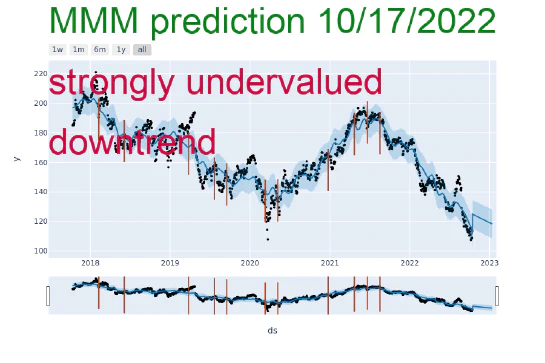 MMM prediction 10/17/2022
1w 1m 6m 1y all
strongly undervalued
downtrend
220
200
180
160
140
120
100
y
2018 2019 2020 2021 2022 2023
ds